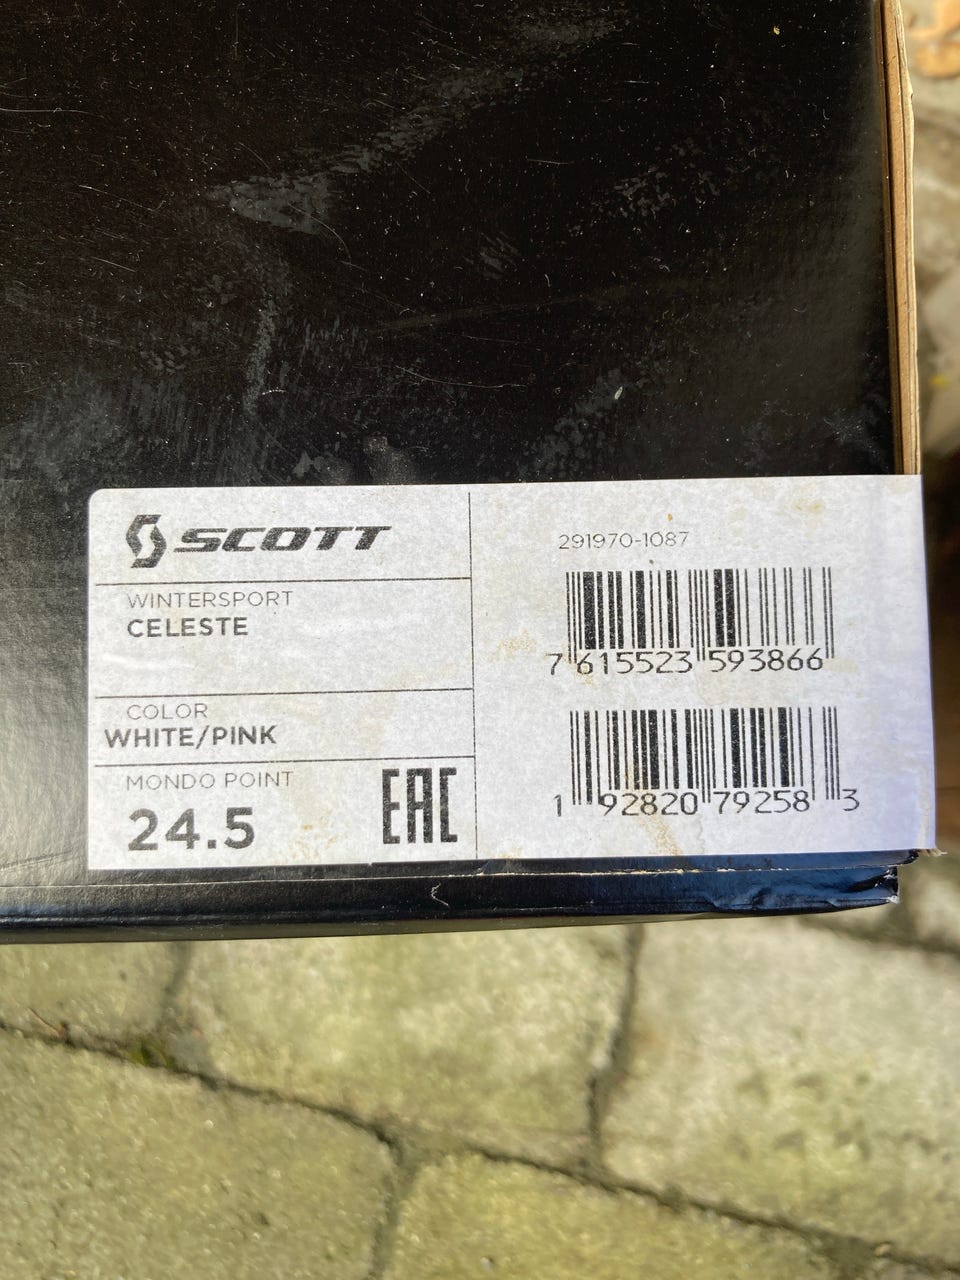 SCOTT
WINTERSPORT
CELESTE
COLOR
WHITE/PINK
MONDO POINT
24.5
EAC
291970-1087
7 615523 593866
1 92820 79258 3